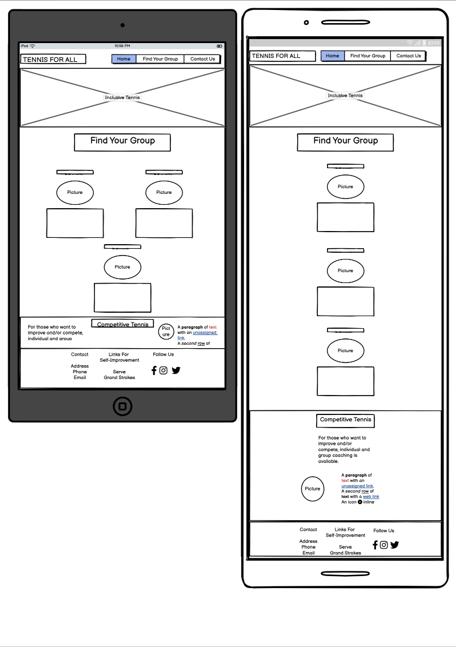 iPad
10:56 PM
TENNIS FOR ALL
Home
Find Your Group
Contact Us
Inclusive Tennis
Find Your Group
Picture
Picture
Picture
For those who want to
improve and/or compete,
individual and group
Competitive Tennis
Pict
ure
A paragraph of text
with an unassigned
link.
A second row of
Contact
Address
Phone
Email
Links For
Self-Improvement
Serve
Grand Strokes
Follow Us
TENNIS FOR ALL
Home
Find Your Group
Contact Us
Inclusive Tennis
Find Your Group
Picture
Picture
Picture
Competitive Tennis
For those who want to
improve and/or
compete, individual and
group coaching is
available.
Picture
A paragraph of
text with an
unassigned link.
A second row of
text with a web link
An icon inline
Contact
Address
Phone
Email
Links For
Self-Improvement
Serve
Grand Strokes
Follow Us